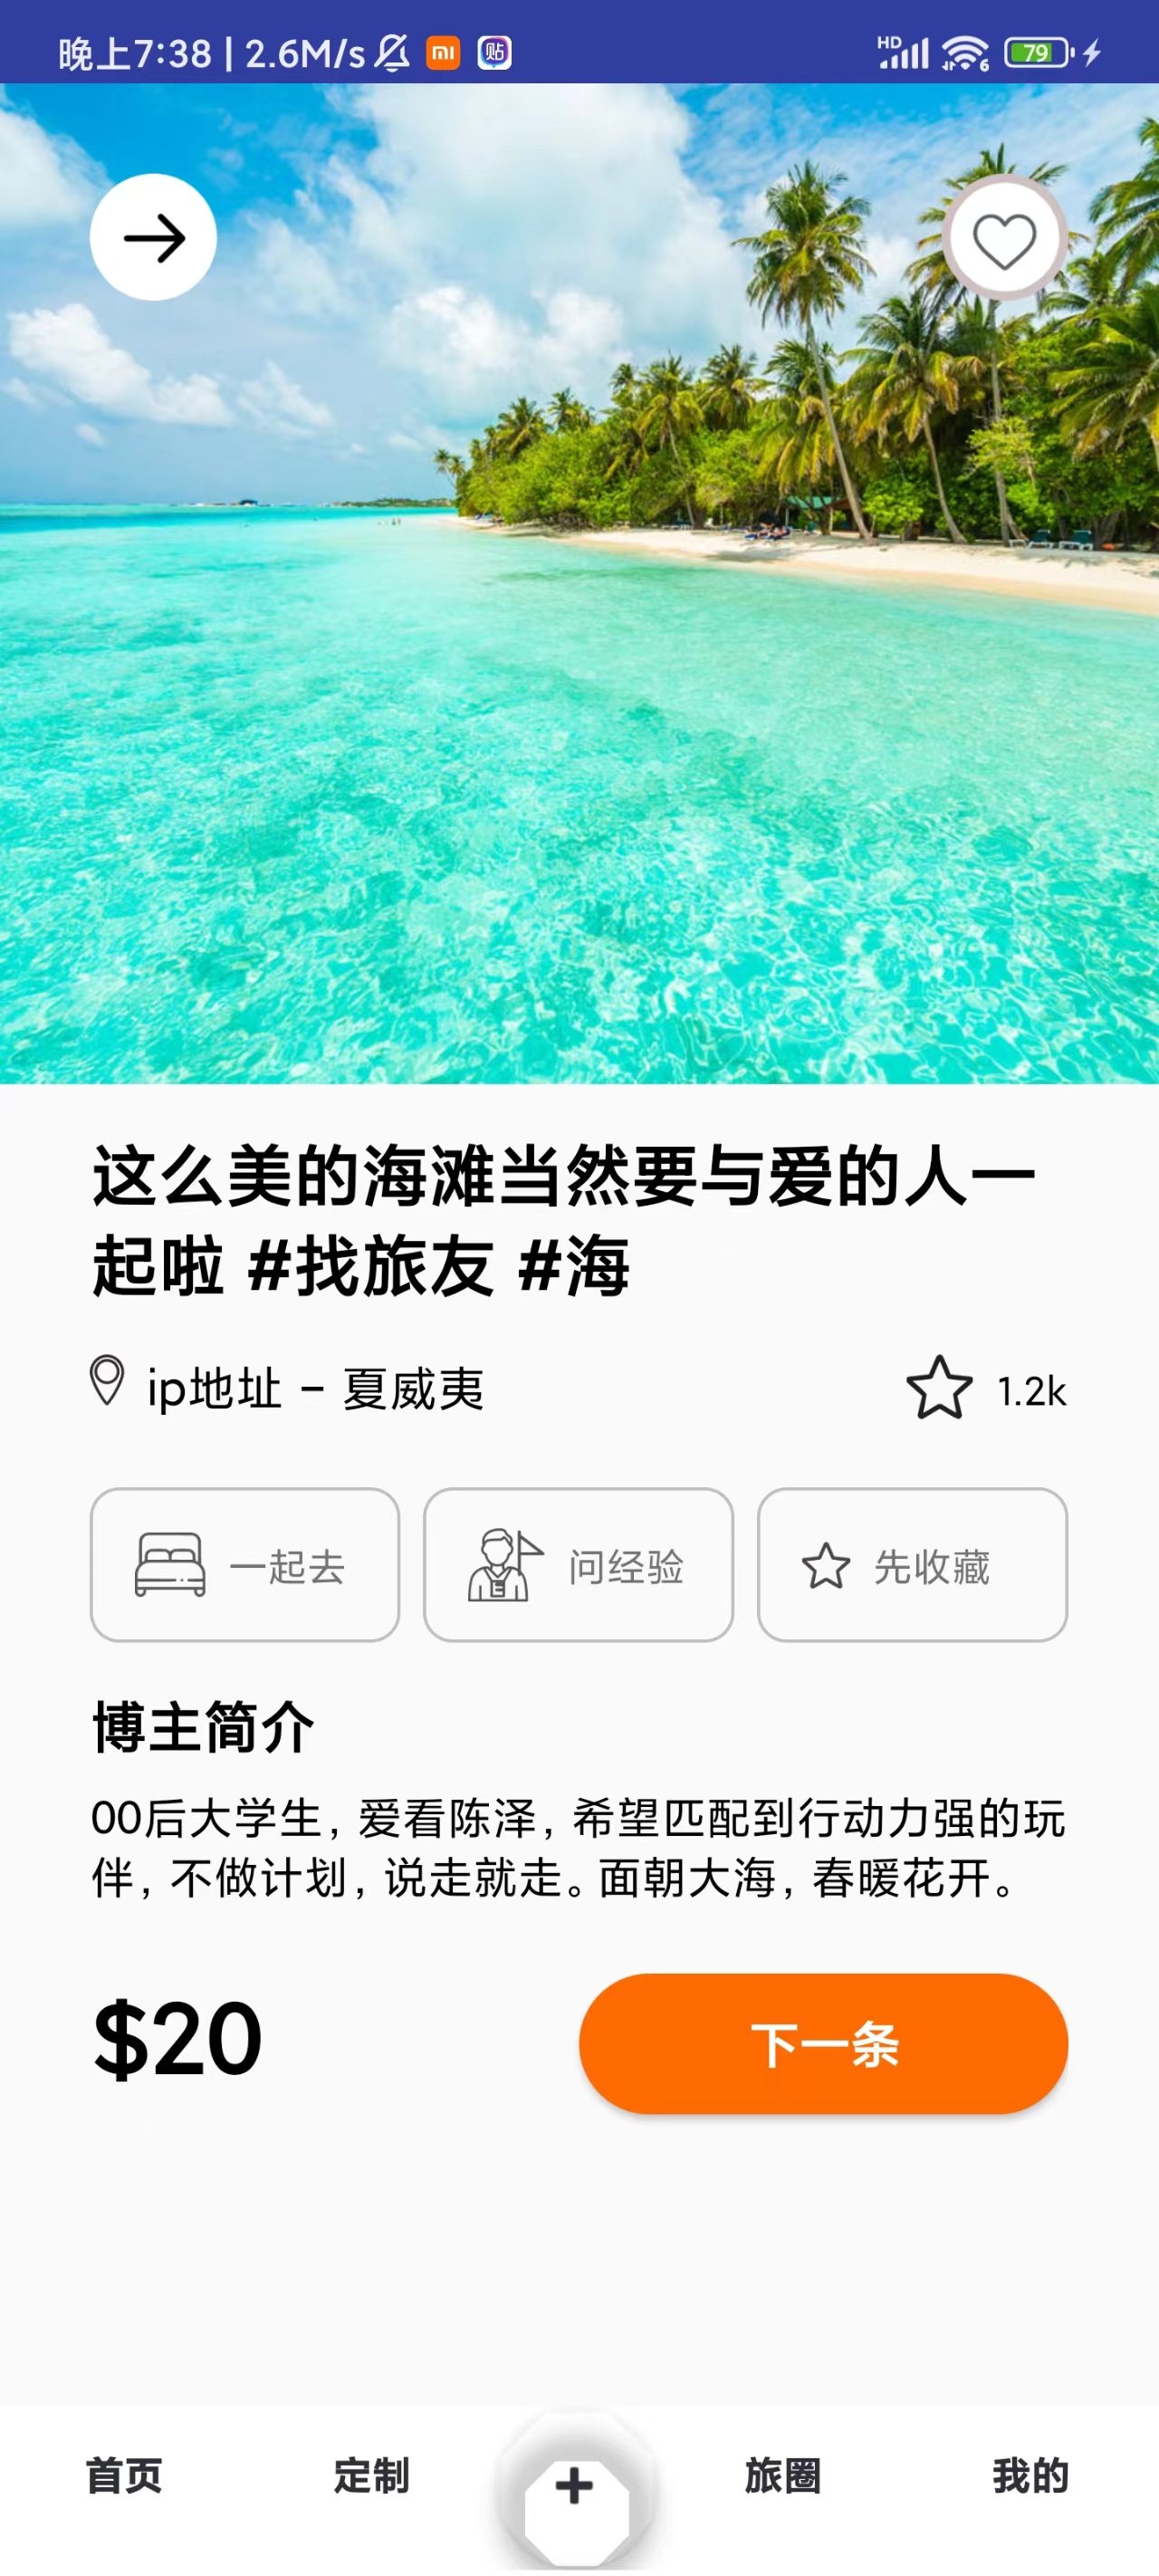 晚上7:38 | 2.6M/s
贴
HD
6
79
这么美的海滩当然要与爱的人一
起啦 #找旅友 #海
ip地址 - 夏威夷
1.2k
一起去
问经验
先收藏
博主简介
00后大学生，爱看陈泽，希望匹配到行动力强的玩
伴，不做计划，说走就走。面朝大海，春暖花开。
$20
下一条
首页
定制
+
旅圈
我的